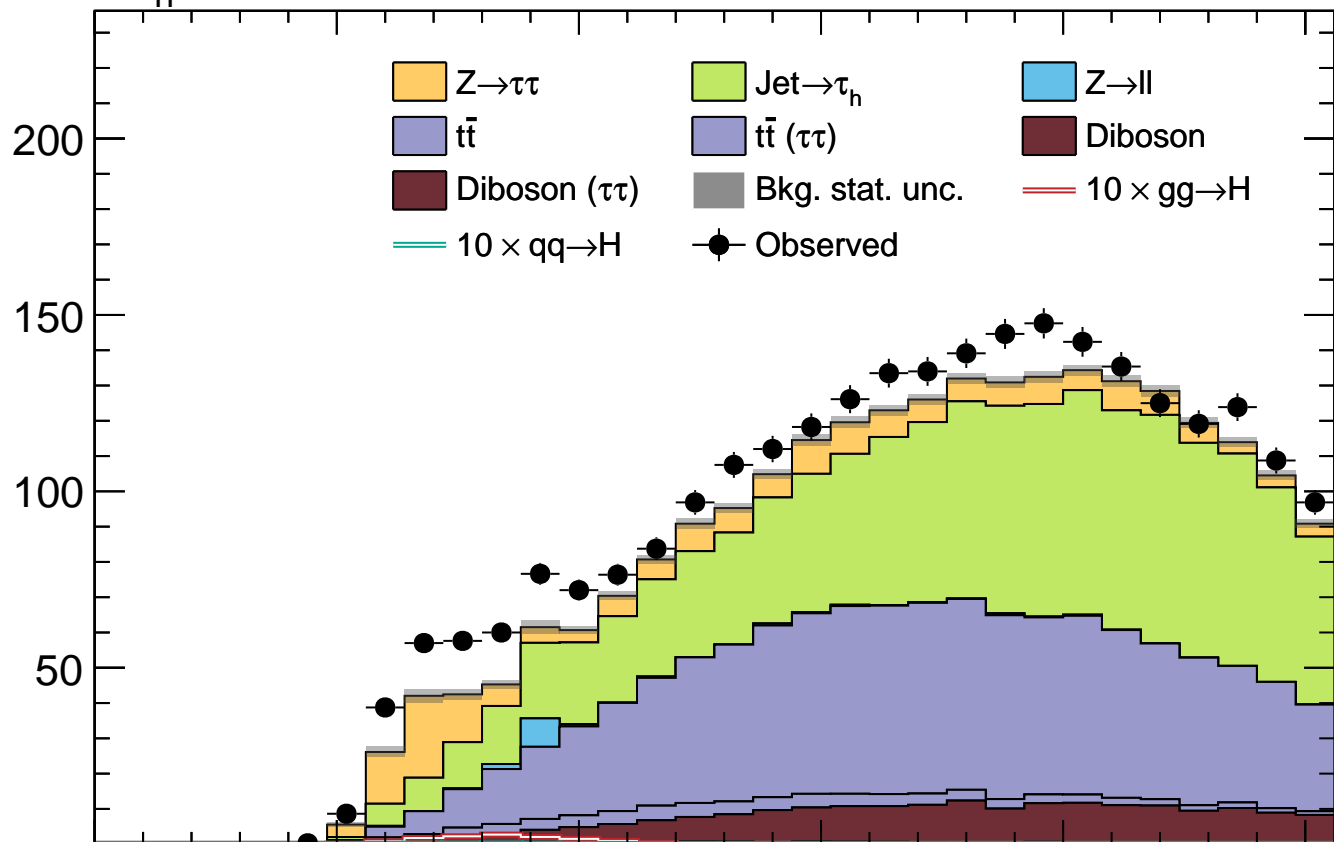 Z→ττ Jet→τh Z→ll
tt̄ tt̄ (ττ) Diboson
Diboson (ττ) Bkg. stat. unc. 10 × gg→H
10 × qq→H Observed
200
150
100
50